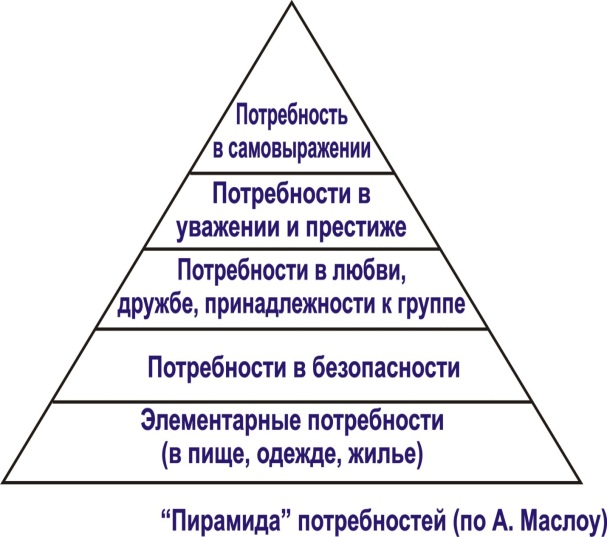 Потребность
в самовыражении
Потребности в
уважении и престиже
Потребности в любви,
дружбе, принадлежности к группе
Потребности в безопасности
Элементарные потребности
(в пище, одежде, жилье)
“Пирамида” потребностей (по А. Маслоу)